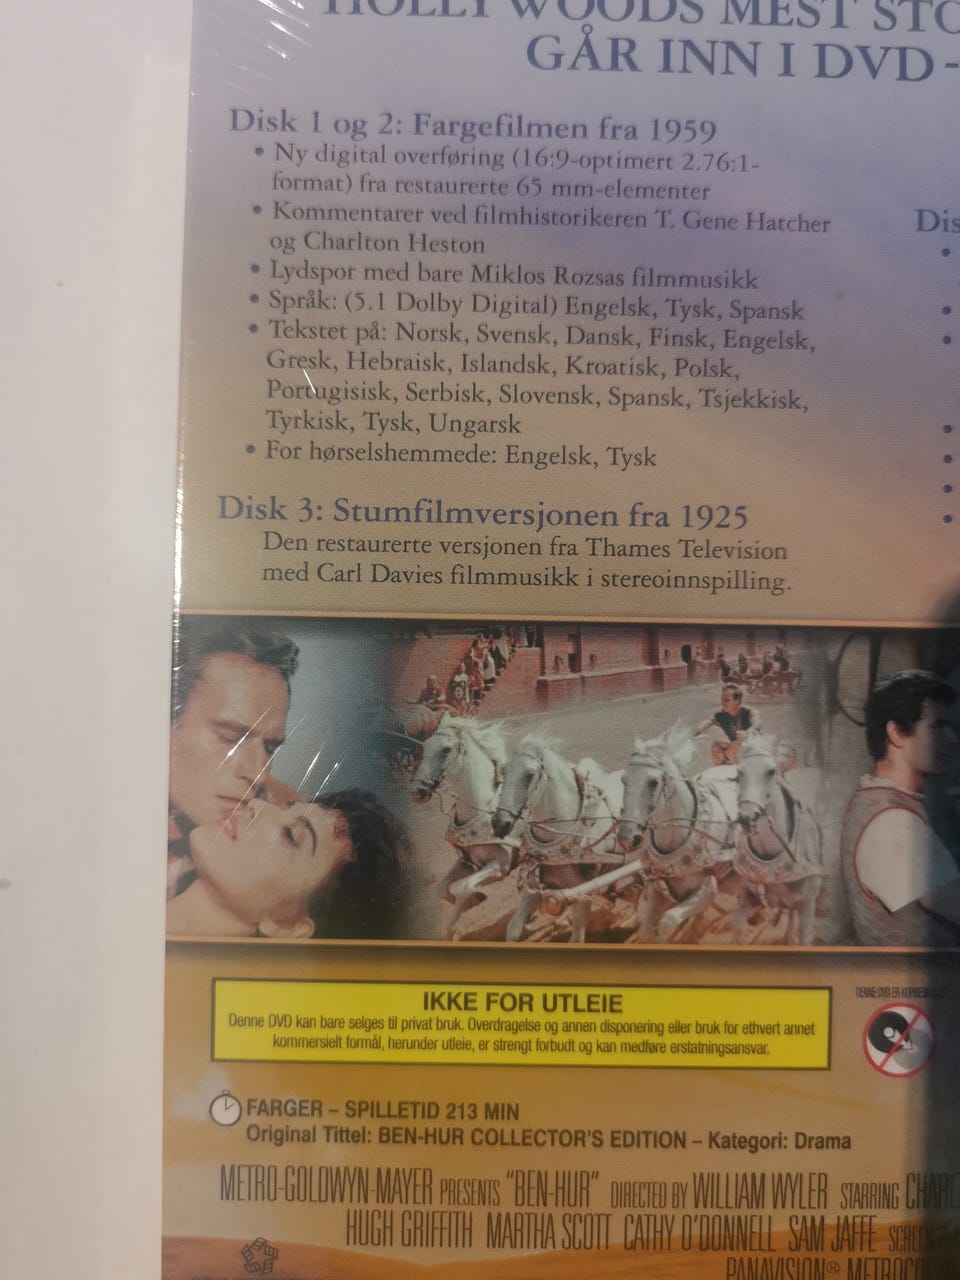 HOLLYWOODS MEST
GÅR INN I DVD -
Disk 1 og 2: Fargefilmen fra 1959
• Ny digital overføring (16:9-optimert 2.76:1-
format) fra restaurerte 65 mm-elementer
• Kommentarer ved filmhistorikeren T. Gene Hatcher
og Charlton Heston
• Lydspor med bare Miklos Rozsas filmmusikk
• Språk: (5.1 Dolby Digital) Engelsk, Tysk, Spansk
• Tekstet på: Norsk, Svensk, Dansk, Finsk, Engelsk,
Gresk, Hebraisk, Islandsk, Kroatisk, Polsk,
Portugisisk, Serbisk, Slovensk, Spansk, Tsjekkisk,
Tyrkisk, Tysk, Ungarsk
• For hørselshemmede: Engelsk, Tysk
Disk 3: Stumfilmversjonen fra 1925
Den restaurerte versjonen fra Thames Television
med Carl Davies filmmusikk i stereoinnspilling.
IKKE FOR UTLEIE
Denne DVD kan bare selges til privat bruk. Overdragelse og annen disponering eller bruk for ethvert annet
kommersielt formål, herunder utleie, er strengt forbudt og kan medføre erstatningsansvar.
DENNE DVD ER
FARGER – SPILLETID 213 MIN
Original Tittel: BEN-HUR COLLECTOR'S EDITION – Kategori: Drama
METRO-GOLDWYN-MAYER PRESENTS "BEN-HUR" DIRECTED BY WILLIAM WYLER STARRING
HUGH GRIFFITH MARTHA SCOTT CATHY O'DONNELL SAM JAFFE
PANAVISION®